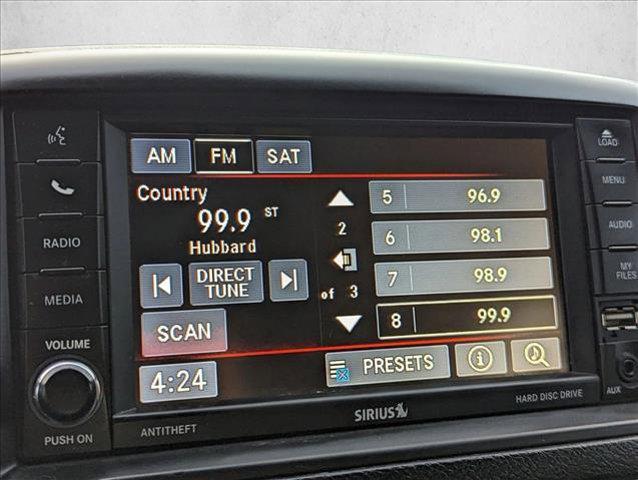 AM FM SAT
Country
99.9 ST
Hubbard
DIRECT
TUNE
SCAN
4:24
2
of 3
5 96.9
6 98.1
7 98.9
8 99.9
PRESETS
RADIO
MEDIA
VOLUME
PUSH ON
ANTITHEFT
SIRIUS
HARD DISC DRIVE
LOAD
MENU
AUDIO
MY
FILES
AUX